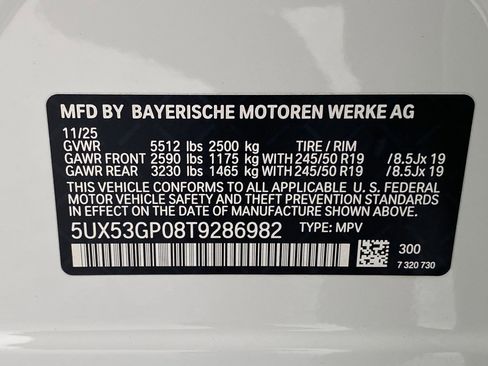 MFD BY BAYERISCHE MOTOREN WERKE AG
11/25
GVWR 5512 lbs 2500 kg TIRE / RIM
GAWR FRONT 2590 lbs 1175 kg WITH 245/50 R19 /8.5Jx 19
GAWR REAR 3230 lbs 1465 kg WITH 245/50 R19 /8.5Jx 19
THIS VEHICLE CONFORMS TO ALL APPLICABLE U. S. FEDERAL
MOTOR VEHICLE SAFETY AND THEFT PREVENTION STANDARDS
IN EFFECT ON THE DATE OF MANUFACTURE SHOWN ABOVE.
5UX53GP08T9286982 TYPE: MPV
300
7 320 730